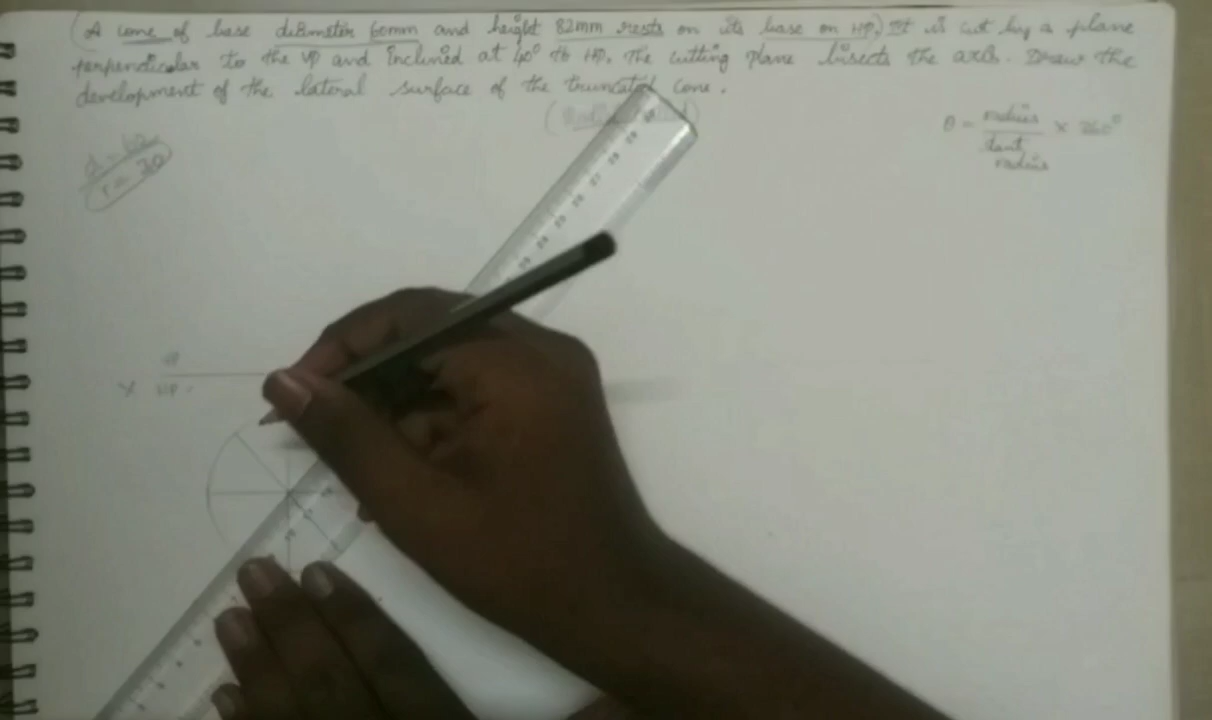 (A cone of base diameter 60mm and height 82mm rests on its base on HP.) It is cut by a plane
perpendicular to the VP and inclined at 40° to HP. The cutting plane bisects the axis. Draw the
development of the lateral surface of the truncated cone.
θ = radius / slant radius × 360°
d = 60
r = 30
X VP
HP